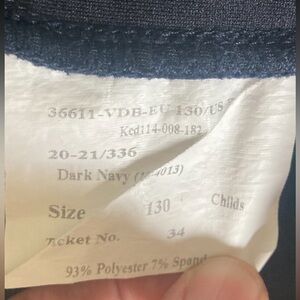 36611-VDB-EU 130/US
Kcd114-008-182
20-21/336
Dark Navy
Size 130 Childs
cket No. 34
93% Polyester 7% Spand